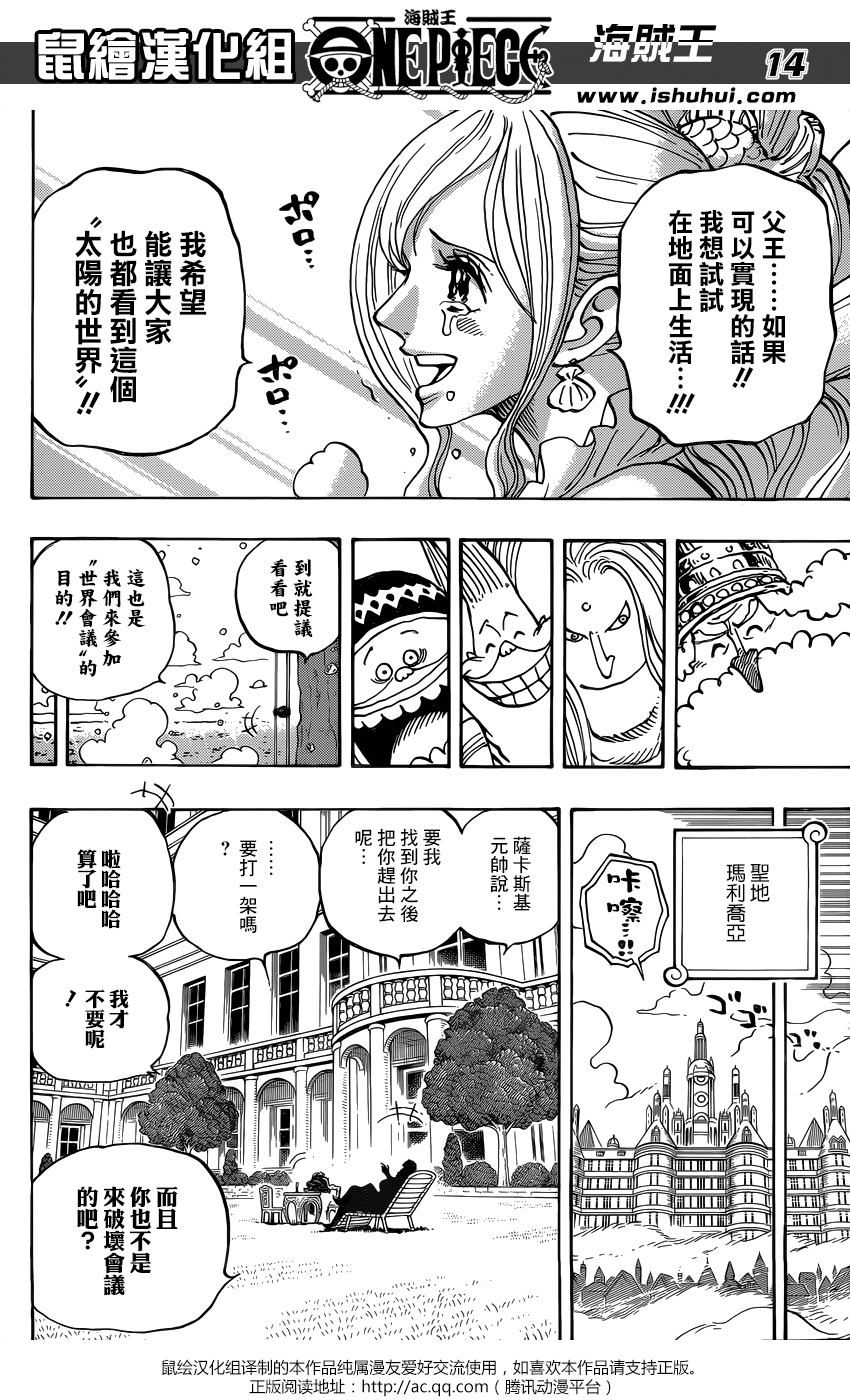 鼠繪漢化組
海賊王
ONE PIECE
海賊王
14
www.ishuhui.com
父王……如果
可以實現的話!!
我想試試
在地面上生活…!!!
ポロ…
ポロ…
我希望
能讓大家
也都看到這個
〝太陽的世界〞!!
到就提議
看看吧
這也是
我們來參加
〝世界會議〞的
目的!!
聖地
瑪利喬亞
咔嚓…!!
ゴゴゴ
薩卡斯基
元帥說…
要我
找到你之後
把你趕出去
呢…
……
要打一架嗎
?
啦哈哈哈
算了吧
我才
不要呢
!
而且
你也不是
來破壞會議
的吧?
鼠绘汉化组译制的本作品纯属漫友爱好交流使用，如喜欢本作品请支持正版。
正版阅读地址：http://ac.qq.com（腾讯动漫平台）